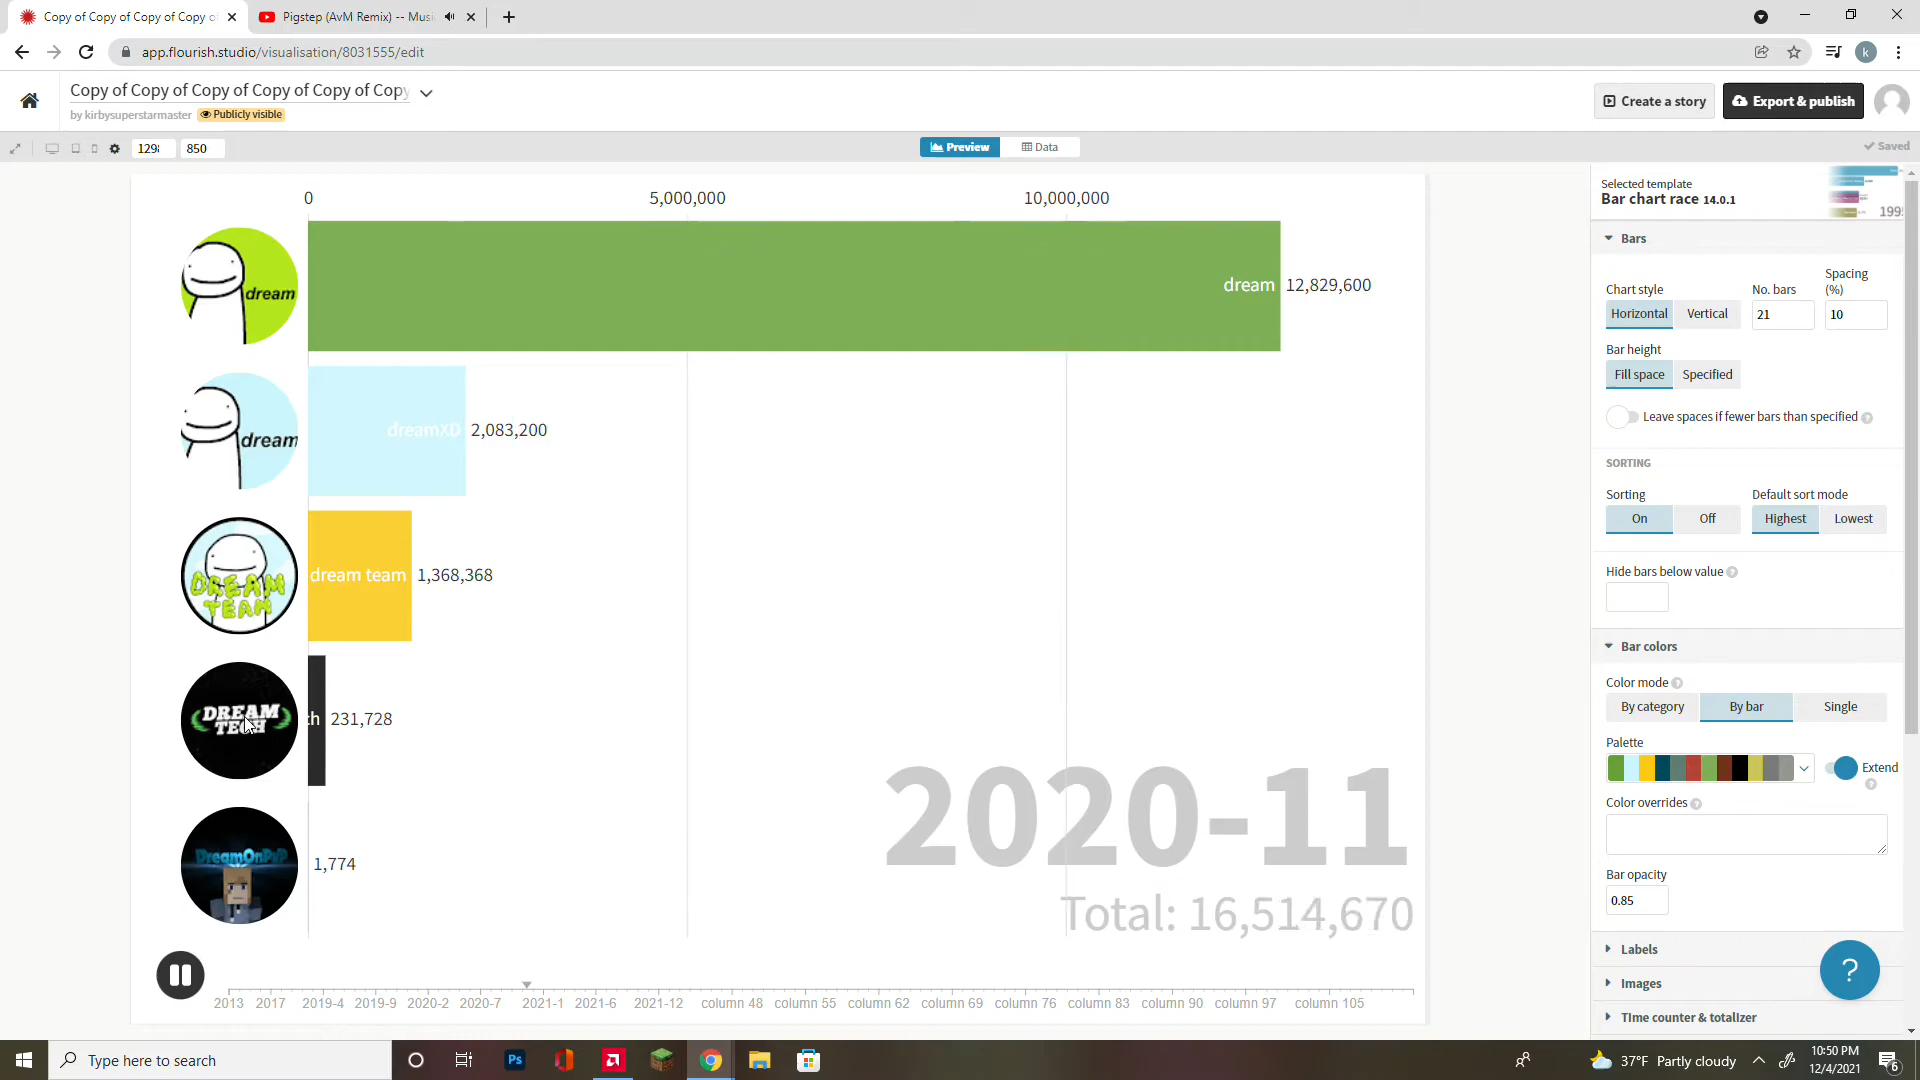 Copy of Copy of Copy of Copy of
Pigstep (AvM Remix) -- Musi
app.flourish.studio/visualisation/8031555/edit
k
Copy of Copy of Copy of Copy of Copy of Copy
by kirbysuperstarmaster Publicly visible
Create a story
Export & publish
850
Preview
Data
Saved
Selected template
Bar chart race 14.0.1
199
0
5,000,000
10,000,000
dream
dream 12,829,600
dream
dreamXD 2,083,200
DREAM
TEAM
dream team 1,368,368
DREAM
TECH
ch 231,728
DreamOnPvP
1,774
2020-11
Total: 16,514,670
2013 2017 2019-4 2019-9 2020-2 2020-7 2021-1 2021-6 2021-12 column 48 column 55 column 62 column 69 column 76 column 83 column 90 column 97 column 105
Bars
Chart style
No. bars
Spacing
(%)
Horizontal Vertical
21
10
Bar height
Fill space Specified
Leave spaces if fewer bars than specified ?
SORTING
Sorting
Default sort mode
On Off
Highest Lowest
Hide bars below value ?
Bar colors
Color mode ?
By category By bar Single
Palette
Extend
?
Color overrides ?
Bar opacity
0.85
Labels
Images
Time counter & totalizer
?
Type here to search
Ps
37°F Partly cloudy
10:50 PM
12/4/2021
6